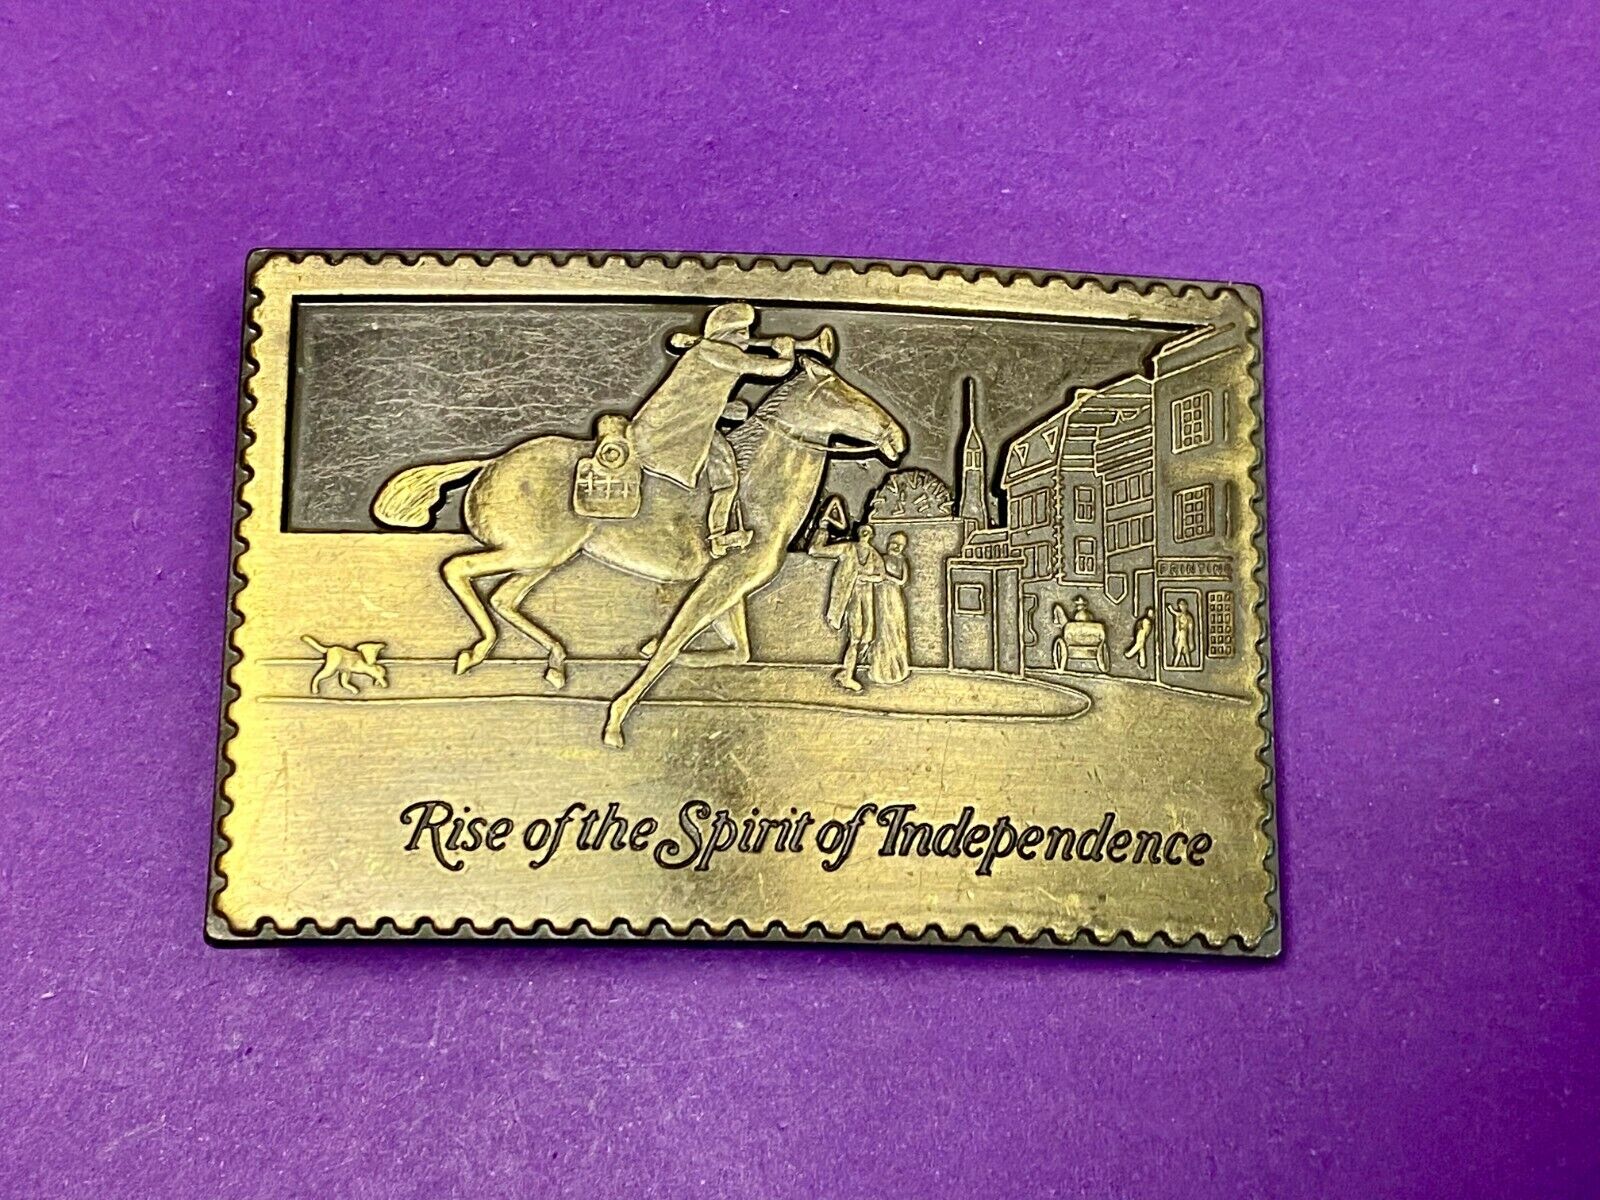 PRINTING
Rise of the Spirit of Independence